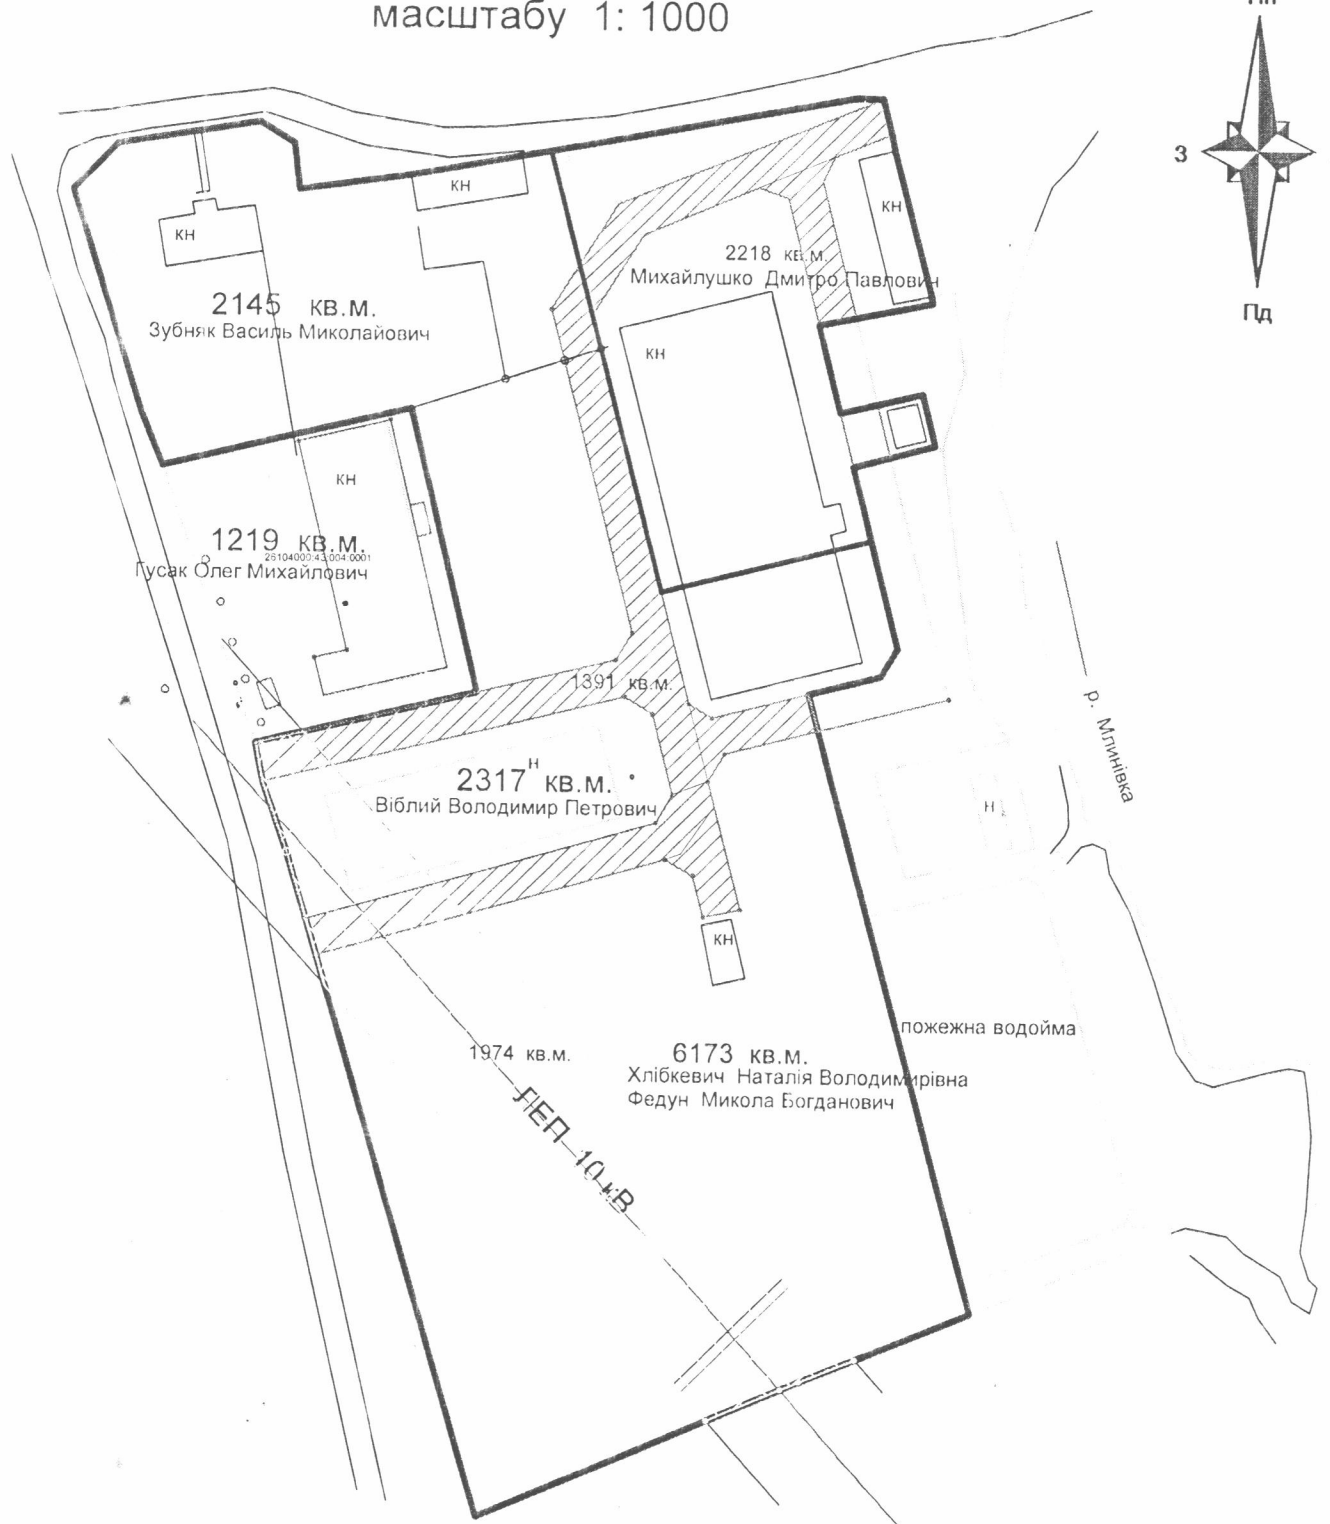 масштабу 1: 1000
З
Пд
кн
кн
кн
2218 кв.м.
Михайлушко Дмитро Павлович
2145 кв.м.
Зубняк Василь Миколайович
кн
кн
1219 кв.м.
Гусак Олег Михайлович
1391 кв.м.
н
2317 кв.м.
Віблий Володимир Петрович
р. Млинівка
Н
кн
пожежна водойма
1974 кв.м.
6173 кв.м.
Хлібкевич Наталія Володимирівна
Федун Микола Богданович
ЛЕП 10 кВ